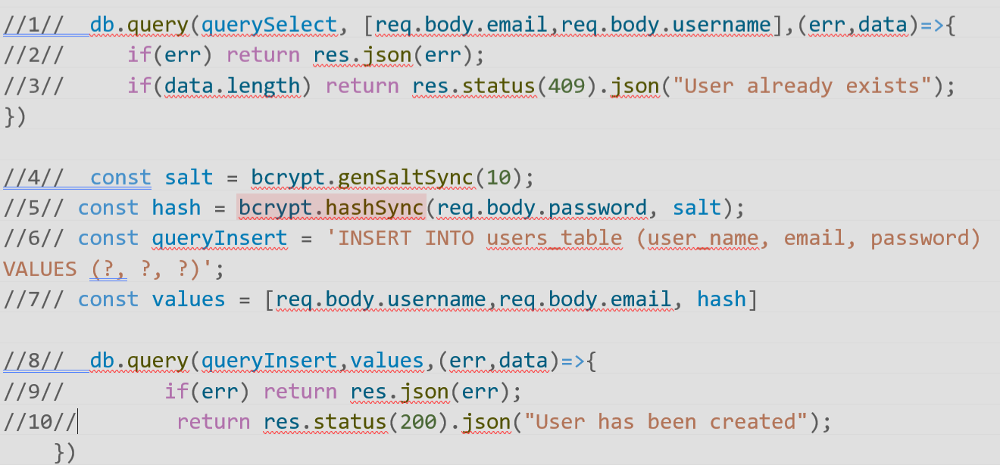 //1//  db.query(querySelect, [req.body.email,req.body.username],(err,data)=>{
//2//     if(err) return res.json(err);
//3//     if(data.length) return res.status(409).json("User already exists");
})
//4//  const salt = bcrypt.genSaltSync(10);
//5// const hash = bcrypt.hashSync(req.body.password, salt);
//6// const queryInsert = 'INSERT INTO users_table (user_name, email, password)
VALUES (?, ?, ?)';
//7// const values = [req.body.username,req.body.email, hash]
//8//  db.query(queryInsert,values,(err,data)=>{
//9//        if(err) return res.json(err);
//10//        return res.status(200).json("User has been created");
    })